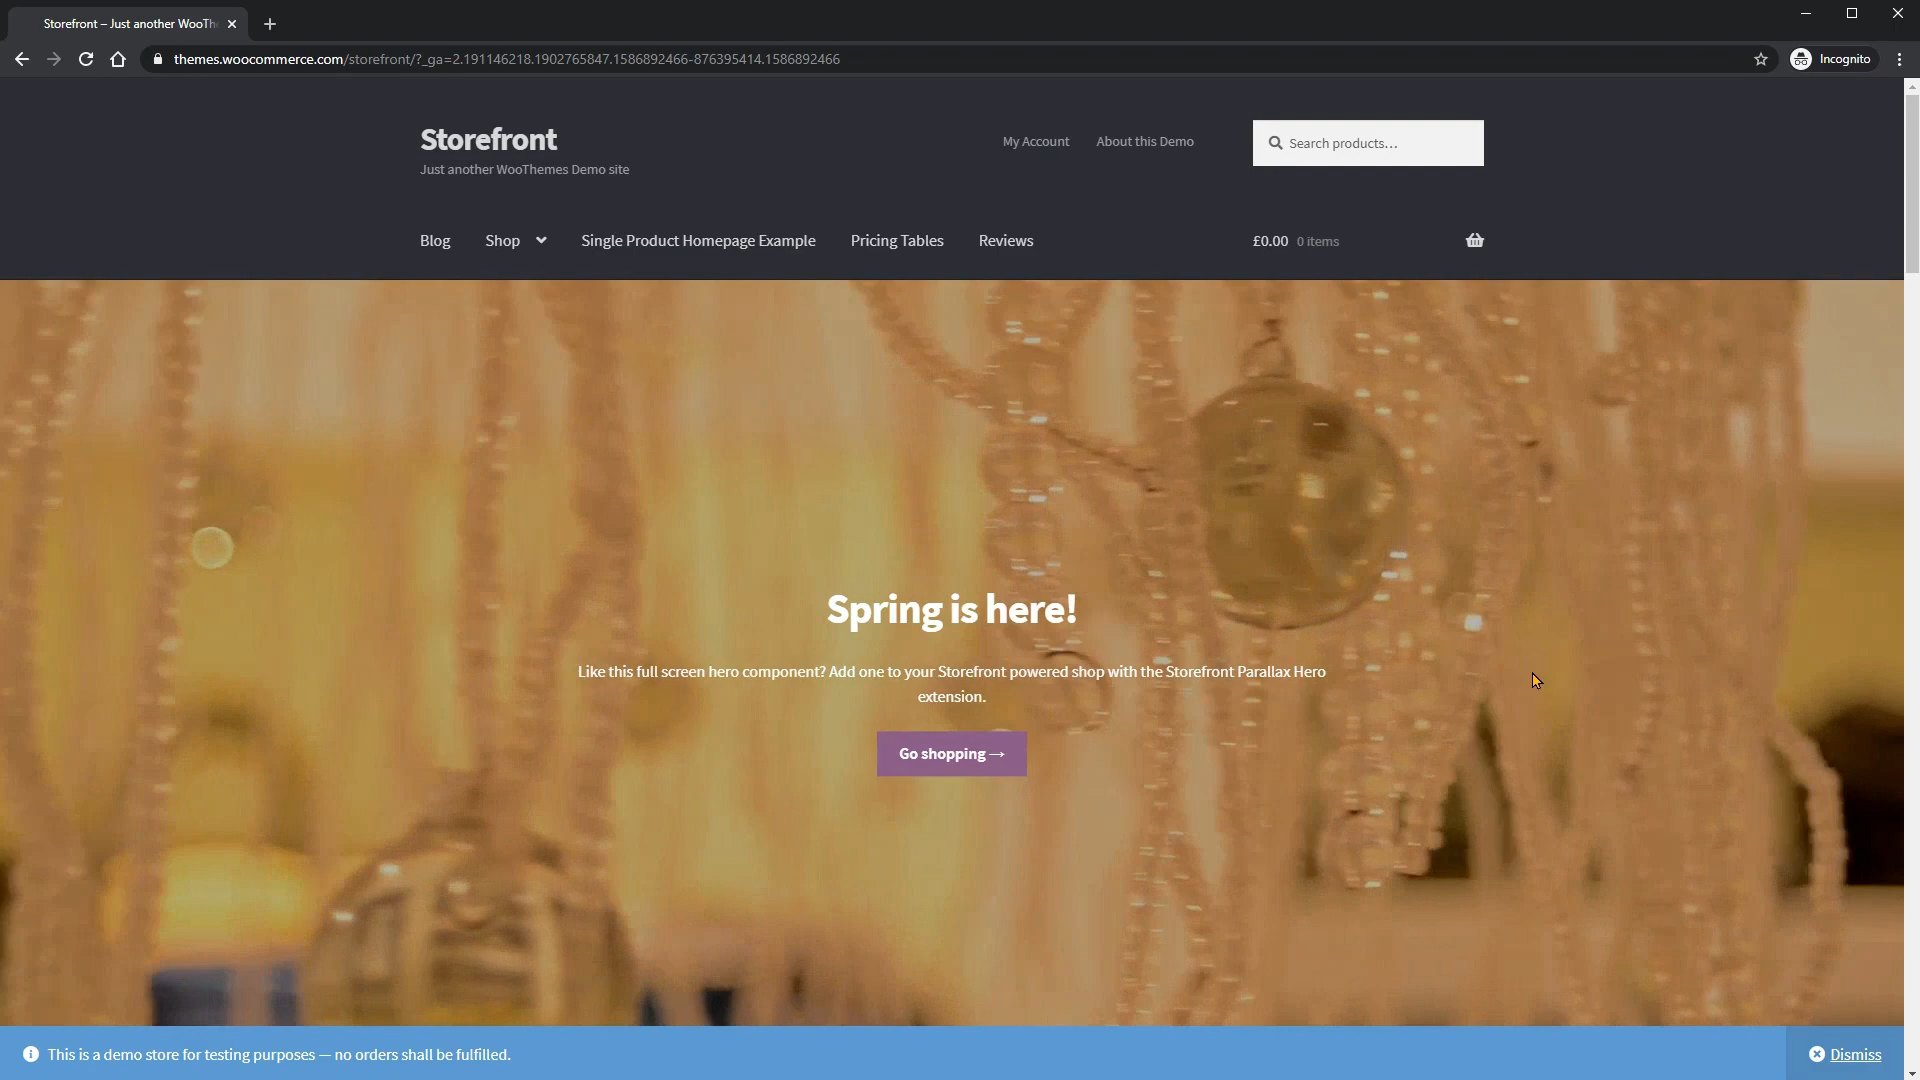 Storefront – Just another WooTh
themes.woocommerce.com/storefront/?_ga=2.191146218.1902765847.1586892466-876395414.1586892466
Incognito
Storefront
Just another WooThemes Demo site
My Account
About this Demo
Search products…
Blog
Shop
Single Product Homepage Example
Pricing Tables
Reviews
£0.00 0 items
Spring is here!
Like this full screen hero component? Add one to your Storefront powered shop with the Storefront Parallax Hero
extension.
Go shopping →
This is a demo store for testing purposes — no orders shall be fulfilled.
Dismiss